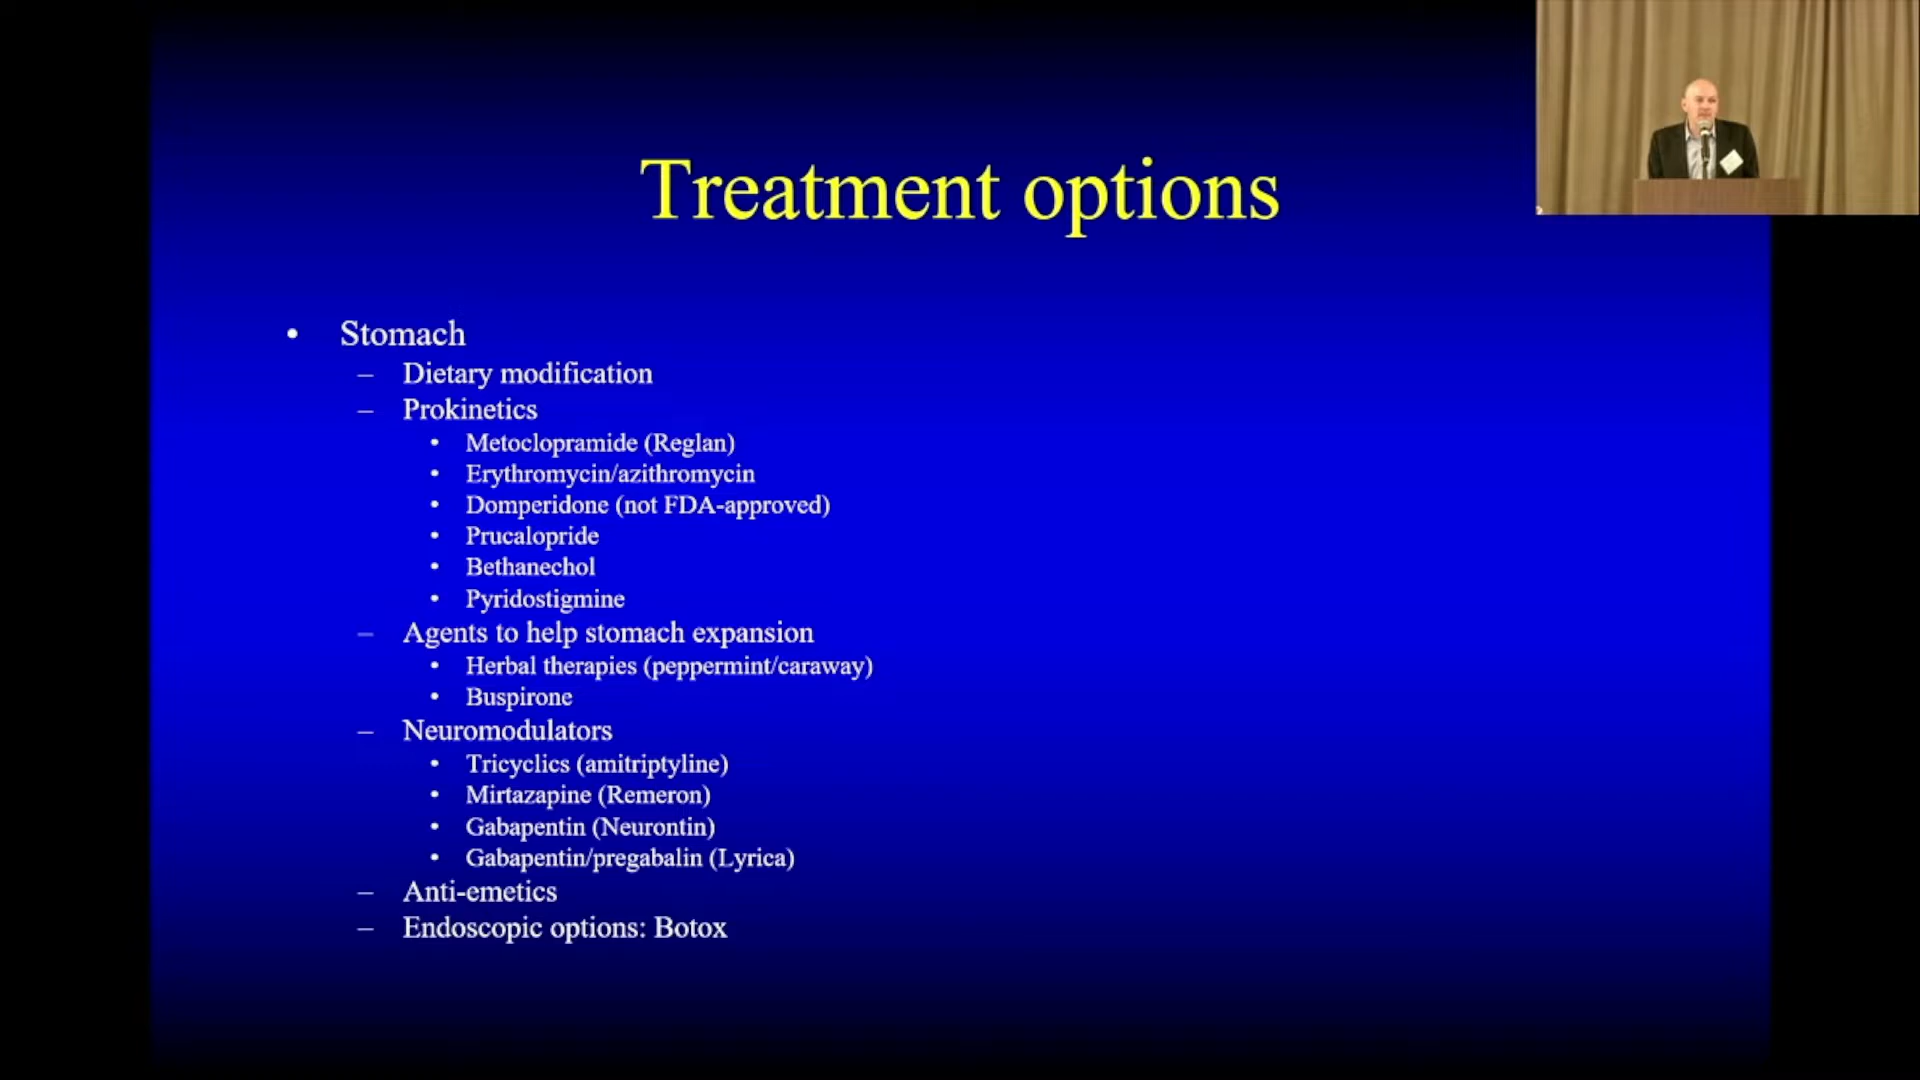 Treatment options
• Stomach
– Dietary modification
– Prokinetics
• Metoclopramide (Reglan)
• Erythromycin/azithromycin
• Domperidone (not FDA-approved)
• Prucalopride
• Bethanechol
• Pyridostigmine
– Agents to help stomach expansion
• Herbal therapies (peppermint/caraway)
• Buspirone
– Neuromodulators
• Tricyclics (amitriptyline)
• Mirtazapine (Remeron)
• Gabapentin (Neurontin)
• Gabapentin/pregabalin (Lyrica)
– Anti-emetics
– Endoscopic options: Botox